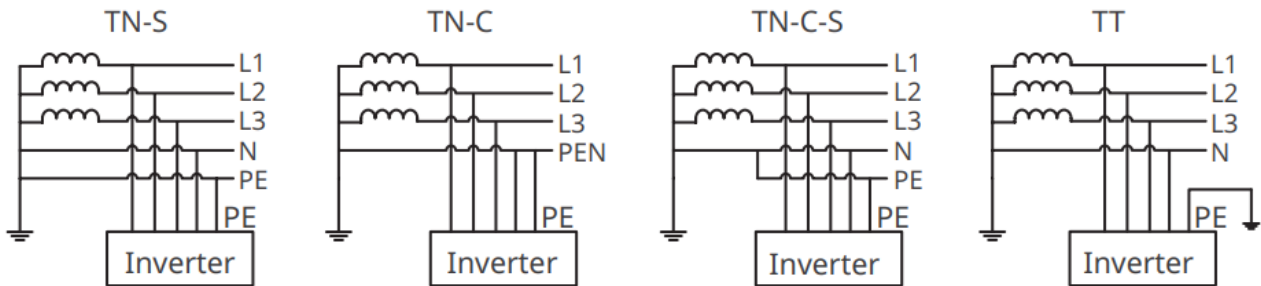 TN-S
TN-C
TN-C-S
TT
L1
L2
L3
N
PE
PE
Inverter
L1
L2
L3
PEN
PE
Inverter
L1
L2
L3
N
PE
PE
Inverter
L1
L2
L3
N
PE
Inverter